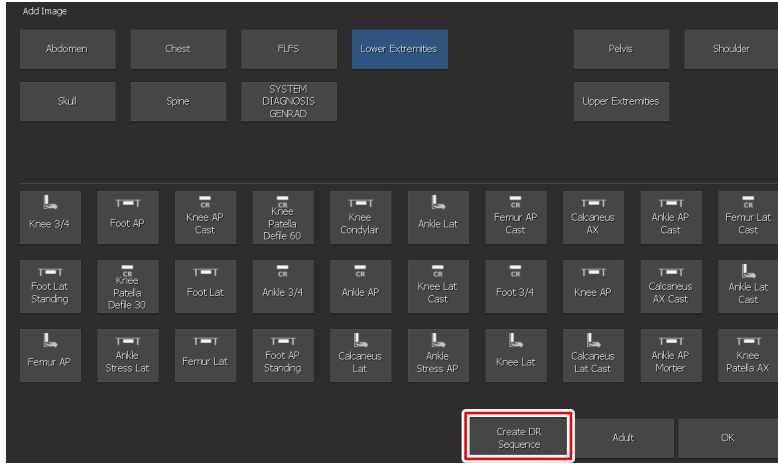 Add Image
Abdomen
Chest
FLFS
Lower Extremities
Pelvis
Shoulder
Skull
Spine
SYSTEM
DIAGNOSIS
GENRAD
Upper Extremities
Knee 3/4
T T
Foot AP
CR
Knee AP
Cast
CR
Knee
Patella
Defile 60
T T
Knee
Condylair
Ankle Lat
CR
Femur AP
Cast
T T
Calcaneus
AX
T T
Ankle AP
Cast
CR
Femur Lat
Cast
T T
Foot Lat
Standing
CR
Knee
Patella
Defile 30
T T
Foot Lat
CR
Ankle 3/4
CR
Ankle AP
CR
Knee Lat
Cast
CR
Foot 3/4
T T
Knee AP
T T
Calcaneus
AX Cast
Ankle Lat
Cast
Femur AP
T T
Ankle
Stress Lat
T T
Femur Lat
T T
Foot AP
Standing
Calcaneus
Lat
Ankle
Stress AP
Knee Lat
Calcaneus
Lat Cast
T T
Ankle AP
Mortier
T T
Knee
Patella AX
Create DR
Sequence
Adult
OK